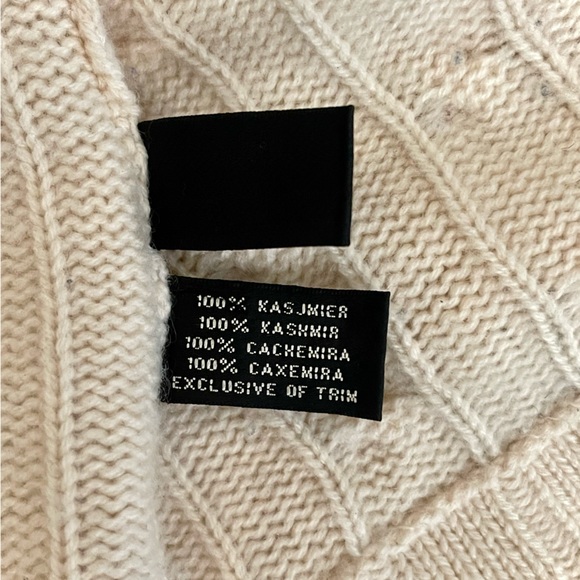 100% KASJMIER
100% KASHMIR
100% CACHEMIRA
100% CAXEMIRA
EXCLUSIVE OF TRIM